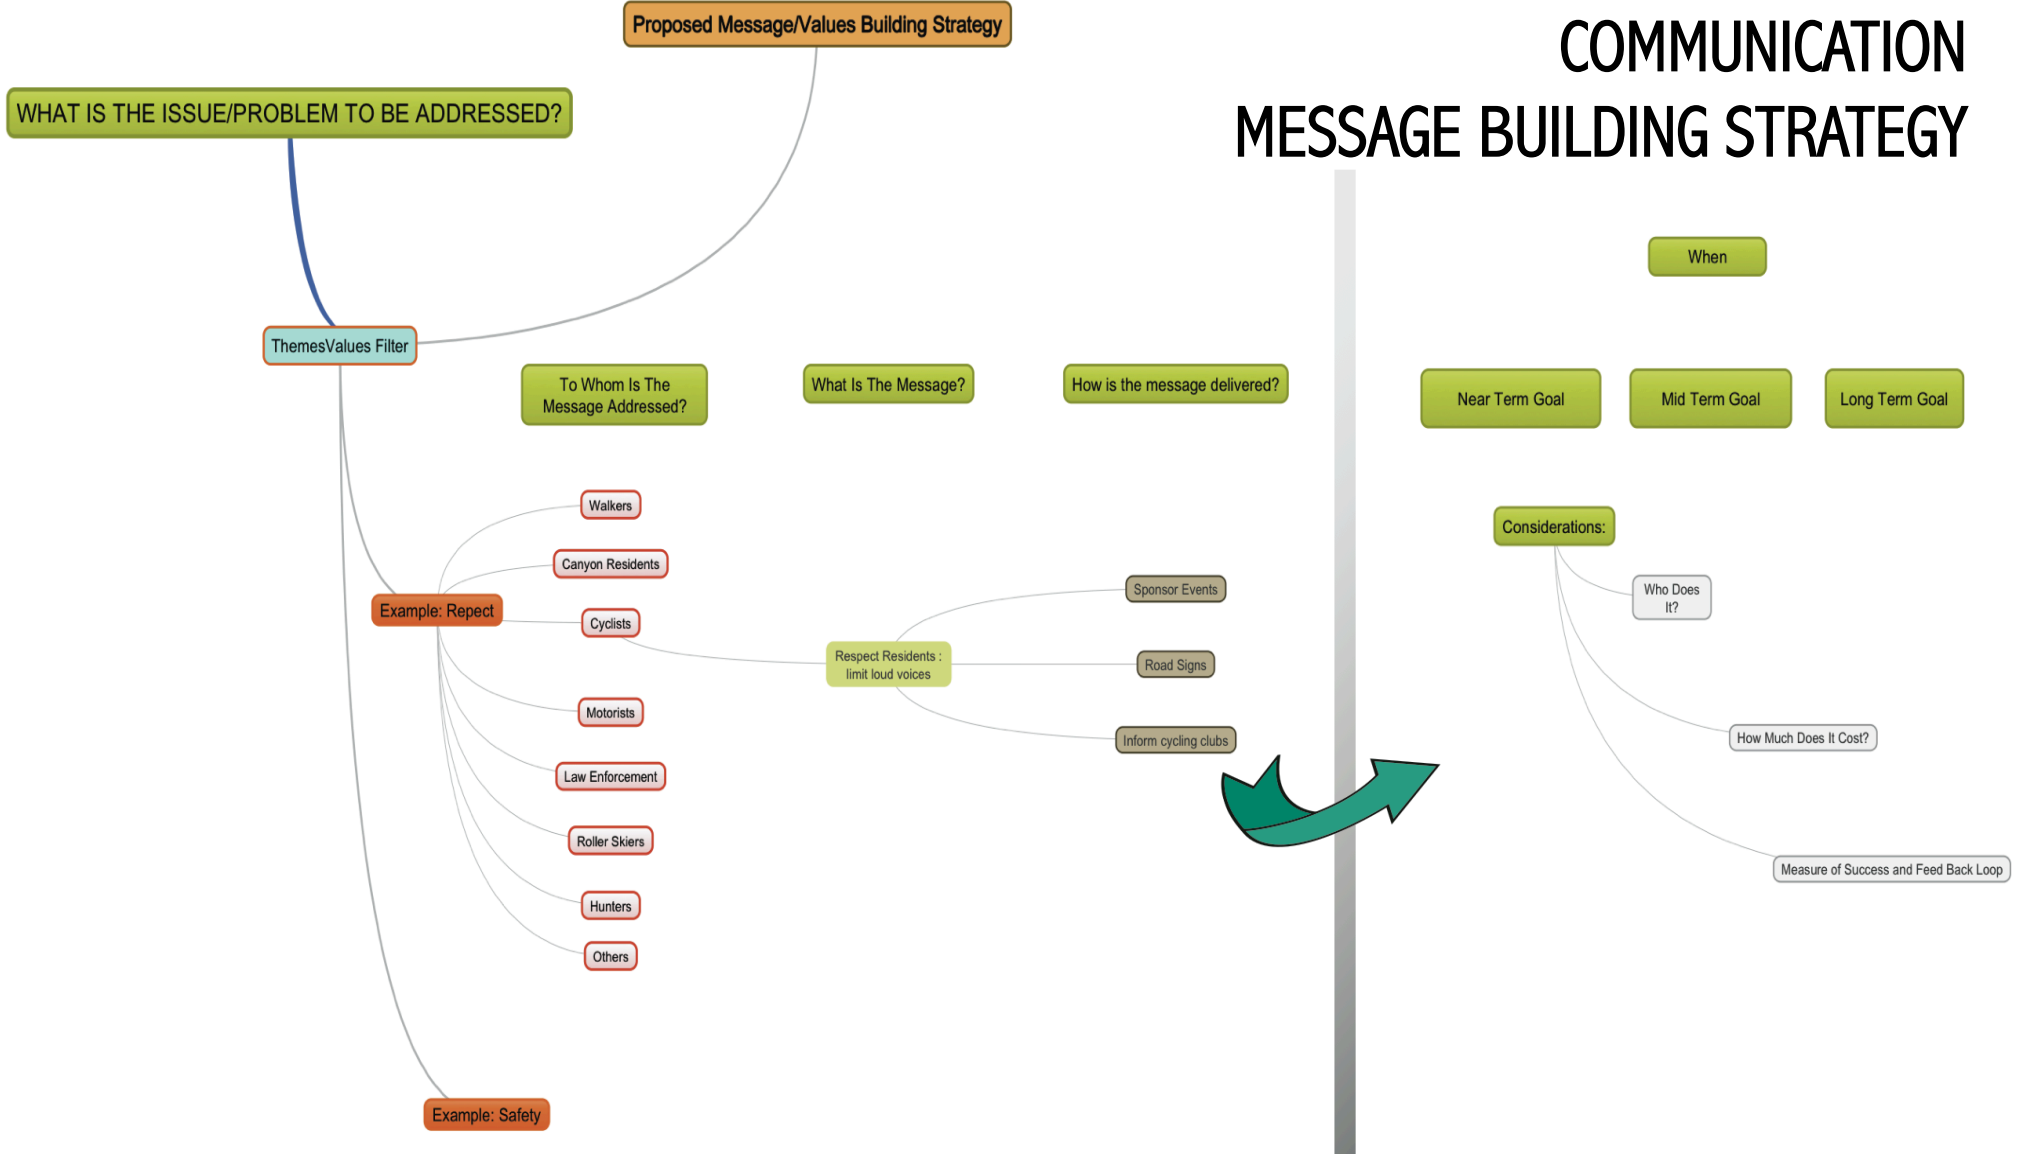 Proposed Message/Values Building Strategy
COMMUNICATION
MESSAGE BUILDING STRATEGY
WHAT IS THE ISSUE/PROBLEM TO BE ADDRESSED?
ThemesValues Filter
To Whom Is The
Message Addressed?
What Is The Message?
How is the message delivered?
Example: Repect
Walkers
Canyon Residents
Cyclists
Motorists
Law Enforcement
Roller Skiers
Hunters
Others
Respect Residents :
limit loud voices
Sponsor Events
Road Signs
Inform cycling clubs
Example: Safety
When
Near Term Goal
Mid Term Goal
Long Term Goal
Considerations:
Who Does
It?
How Much Does It Cost?
Measure of Success and Feed Back Loop